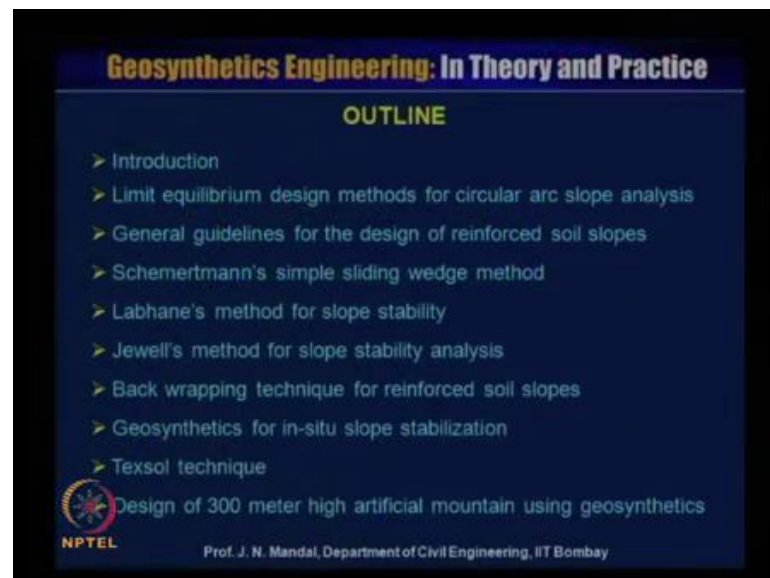 Geosynthetics Engineering: In Theory and Practice
OUTLINE
➢ Introduction
➢ Limit equilibrium design methods for circular arc slope analysis
➢ General guidelines for the design of reinforced soil slopes
➢ Schemertmann's simple sliding wedge method
➢ Labhane's method for slope stability
➢ Jewell's method for slope stability analysis
➢ Back wrapping technique for reinforced soil slopes
➢ Geosynthetics for in-situ slope stabilization
➢ Texsol technique
Design of 300 meter high artificial mountain using geosynthetics
NPTEL
Prof. J. N. Mandal, Department of Civil Engineering, IIT Bombay